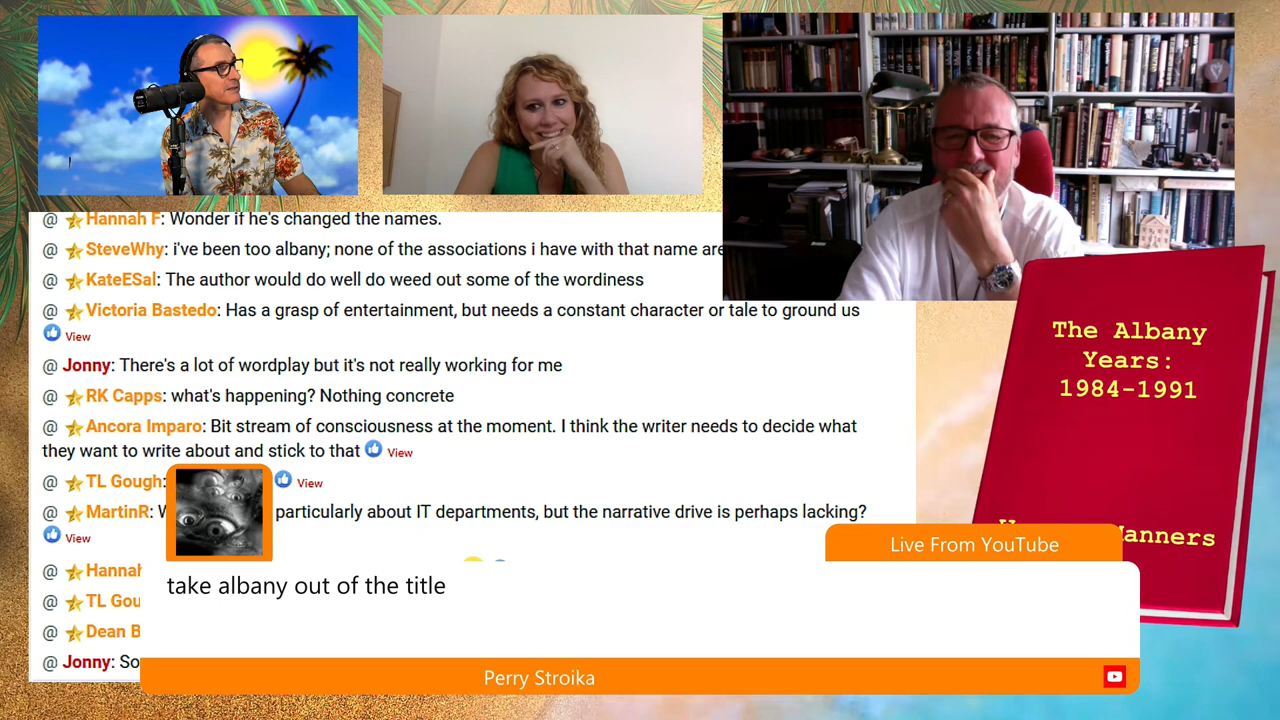 @ Hannah F: Wonder if he's changed the names.
@ SteveWhy: i've been too albany; none of the associations i have with that name are
@ KateESal: The author would do well do weed out some of the wordiness
@ Victoria Bastedo: Has a grasp of entertainment, but needs a constant character or tale to ground us
View
@ Jonny: There's a lot of wordplay but it's not really working for me
@ RK Capps: what's happening? Nothing concrete
@ Ancora Imparo: Bit stream of consciousness at the moment. I think the writer needs to decide what
they want to write about and stick to that View
@ TL Gough: View
@ MartinR: particularly about IT departments, but the narrative drive is perhaps lacking?
View
@ Hannah
@ TL Gou
@ Dean B
@ Jonny: So
The Albany
Years:
1984-1991
Manners
Live From YouTube
take albany out of the title
Perry Stroika